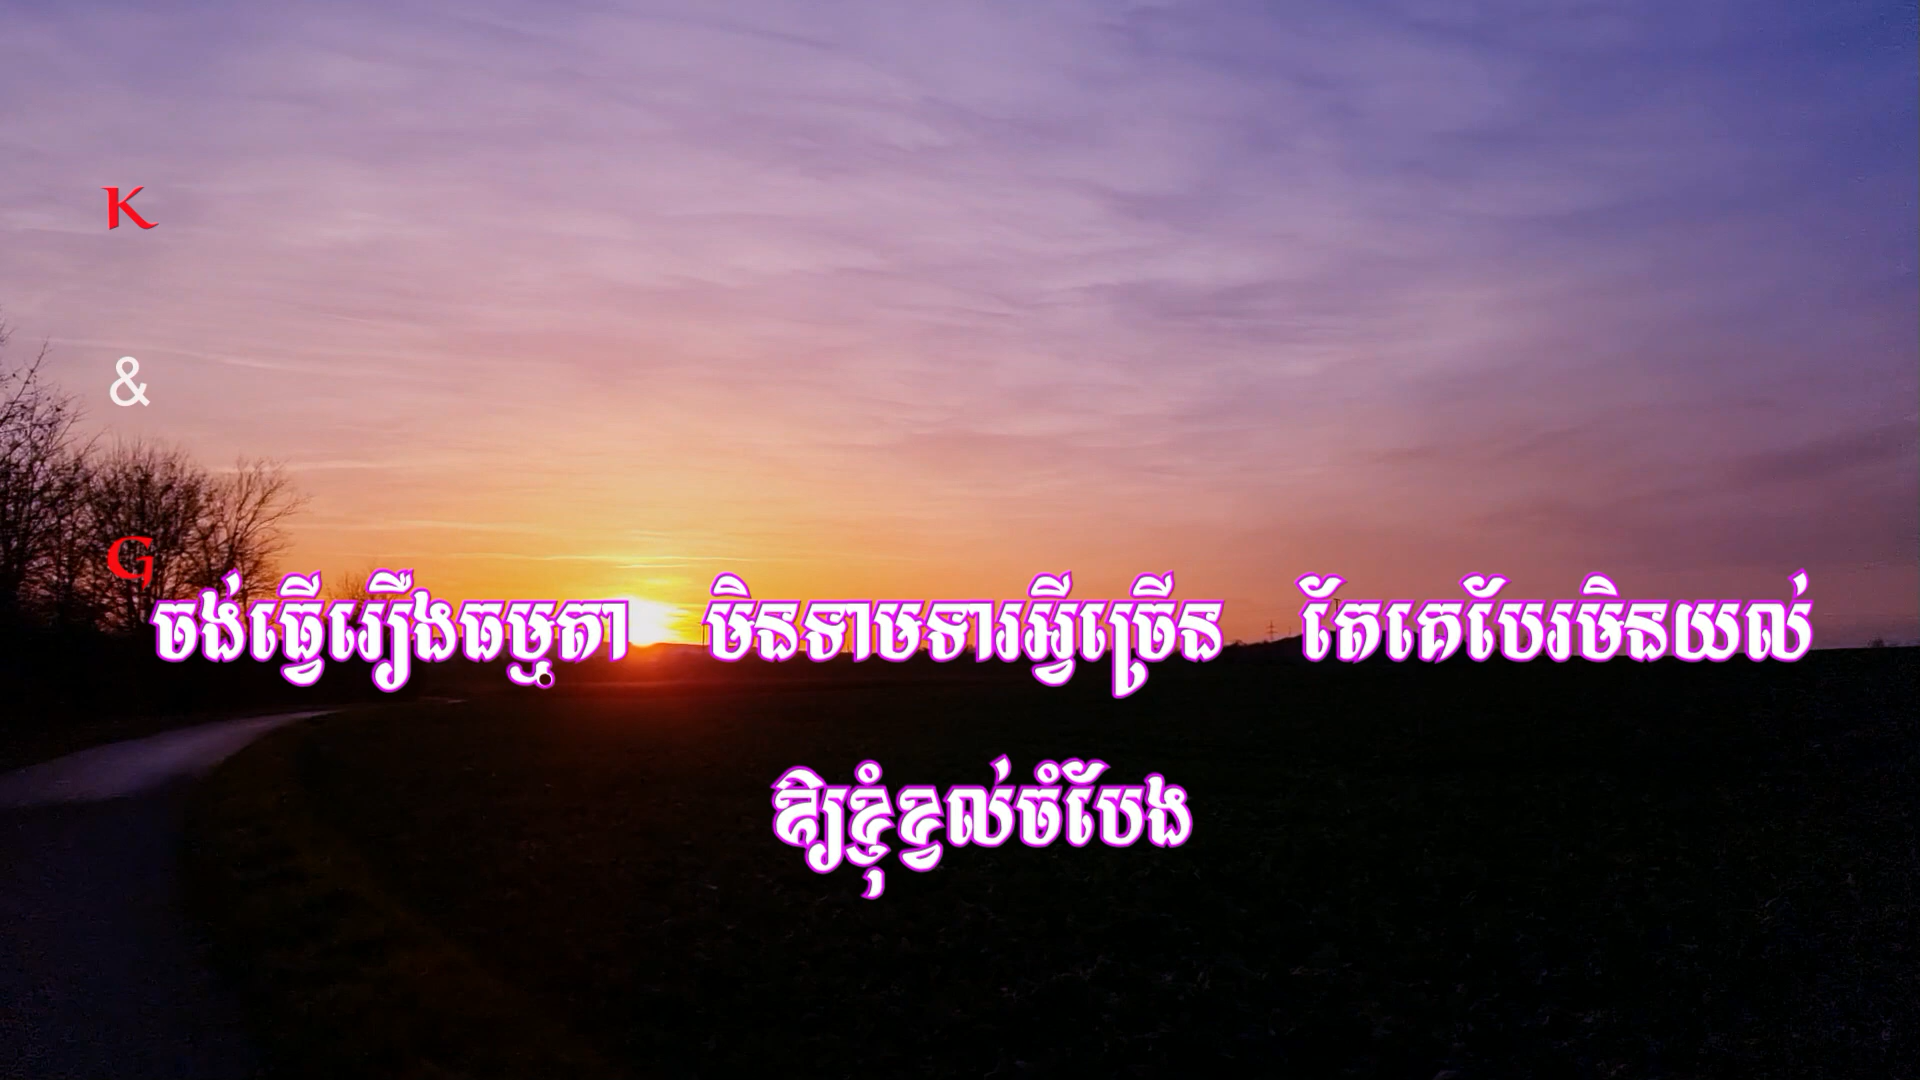 K
&
G
ចង់ធ្វើរឿងធម្មតា មិនទាមទារអ្វីច្រើន តែគេបែរមិនយល់
ឱ្យខ្ញុំខ្វល់ចំបែង